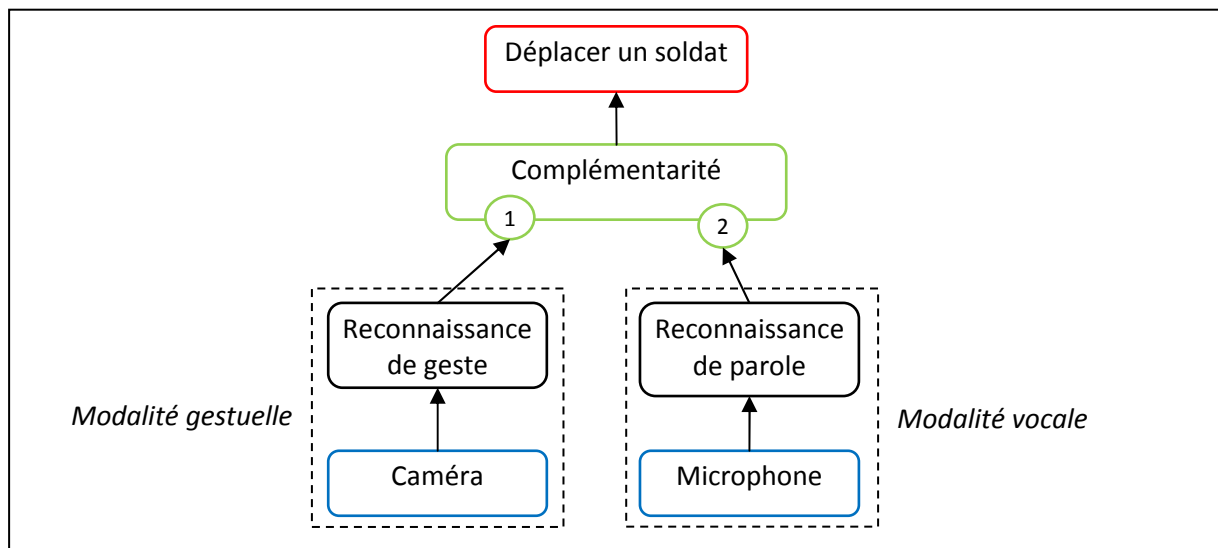 Déplacer un soldat
Complémentarité
1
2
Reconnaissance
de geste
Reconnaissance
de parole
Modalité gestuelle
Modalité vocale
Caméra
Microphone